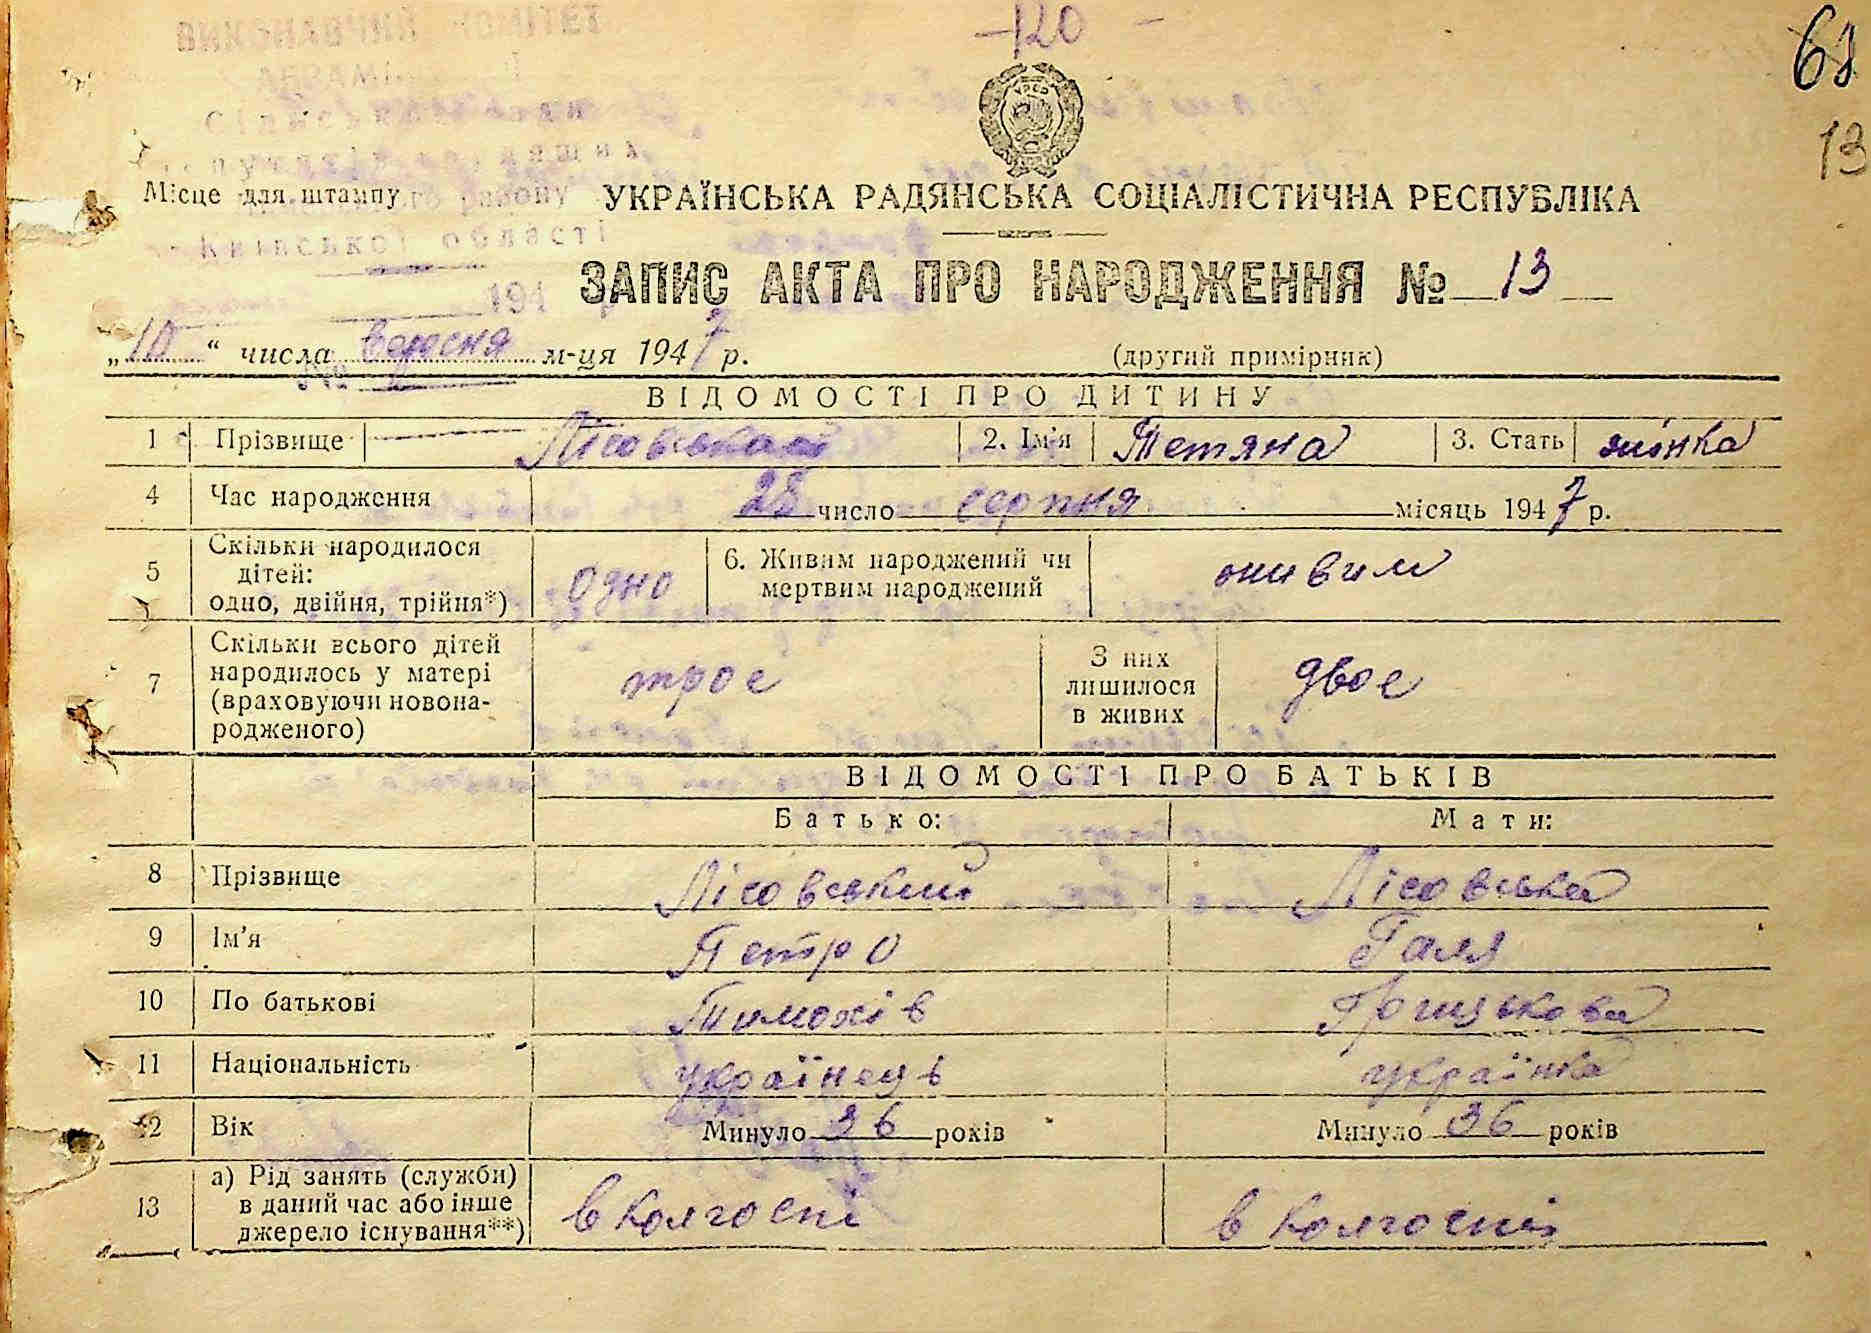 -120-
61
13
ВИКОНАВЧИЙ КОМІТЕТ
УРСР
Місце для штампу
УКРАЇНСЬКА РАДЯНСЬКА СОЦІАЛІСТИЧНА РЕСПУБЛІКА
Київської області
194 р
ЗАПИС АКТА ПРО НАРОДЖЕННЯ № 13
„10“ числа вересня м-ця 1947 р.
(другий примірник)
№
ВІДОМОСТІ ПРО ДИТИНУ
1 Прізвище Лісовська 2. Ім'я Тетяна 3. Стать жінка
4 Час народження 28 число серпня місяць 1947 р.
5 Скільки народилося дітей: одно, двійня, трійня*) одно 6. Живим народжений чи мертвим народжений живим
7 Скільки всього дітей народилось у матері (враховуючи новона-родженого) троє З них лишилося в живих двоє
ВІДОМОСТІ ПРО БАТЬКІВ
Батько: Мати:
8 Прізвище Лісовський Лісовська
9 Ім'я Петро Галя
10 По батькові Тимохів Грицькова
11 Національність українець українка
12 Вік Минуло 36 років Минуло 36 років
13 а) Рід занять (служби) в даний час або інше джерело існування**) в колгоспі в колгоспі